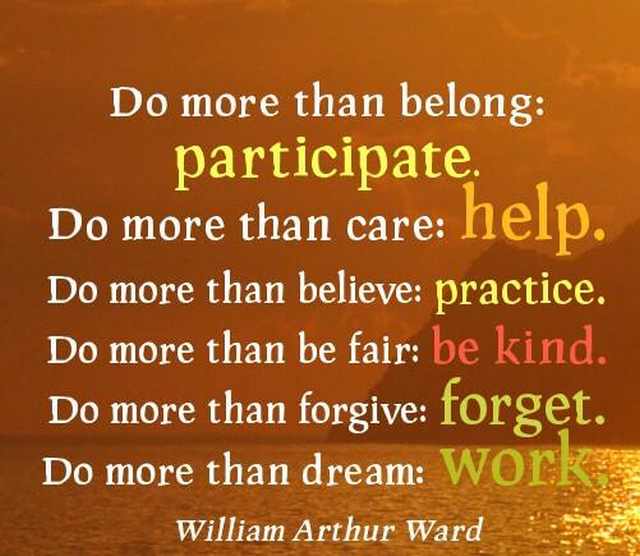 Do more than belong:
participate.
Do more than care: help.
Do more than believe: practice.
Do more than be fair: be kind.
Do more than forgive: forget.
Do more than dream: work.
William Arthur Ward